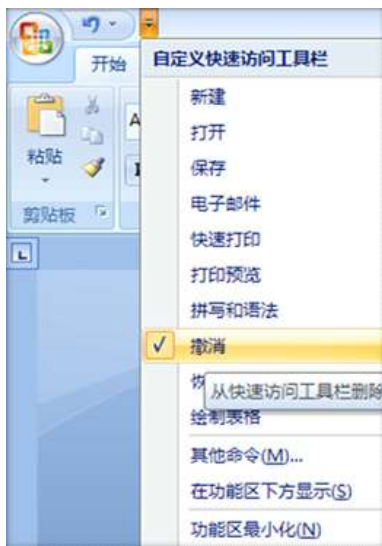 开始
自定义快速访问工具栏
新建
打开
保存
电子邮件
快速打印
打印预览
拼写和语法
撤消
从快速访问工具栏删除
绘制表格
其他命令(M)...
在功能区下方显示(S)
功能区最小化(N)
粘贴
剪贴板
A
L